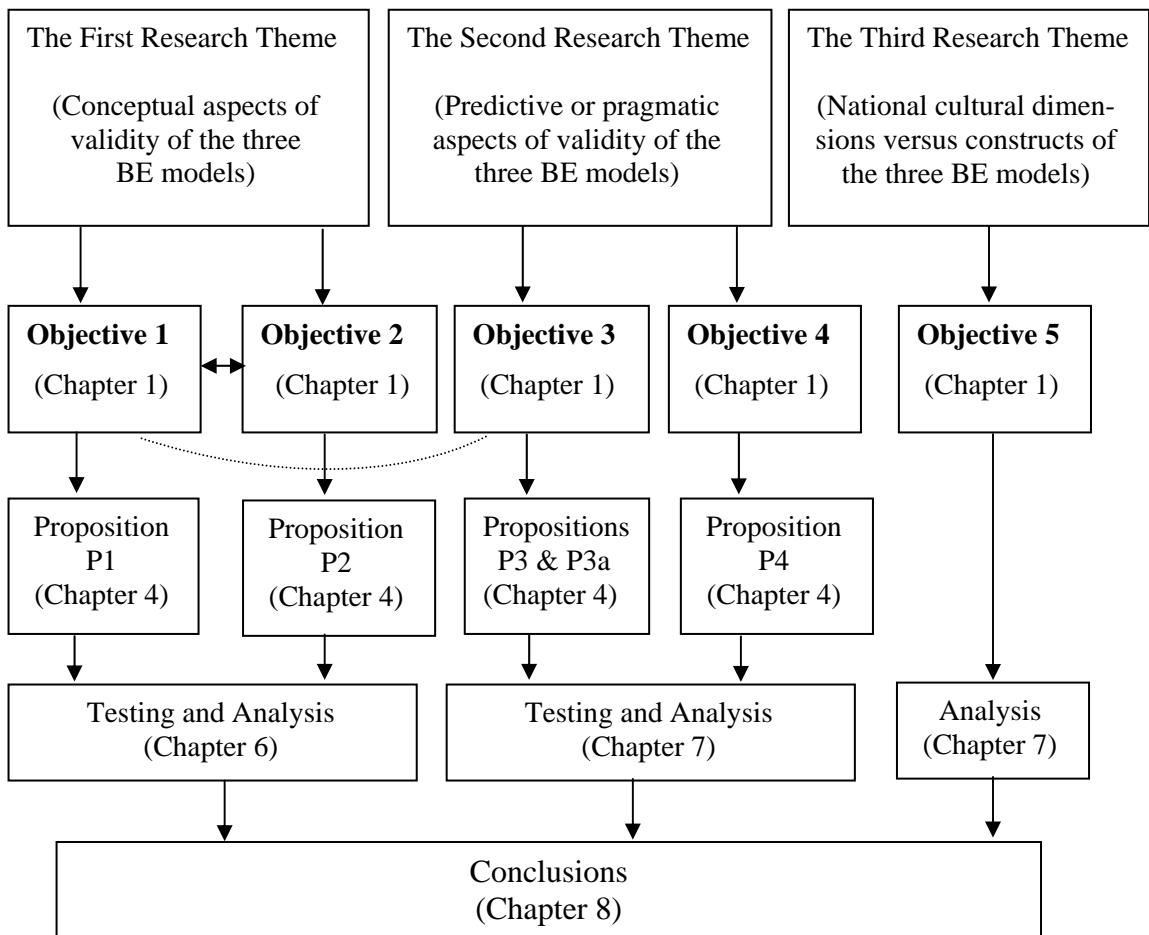 The First Research Theme
(Conceptual aspects of
validity of the three
BE models)
The Second Research Theme
(Predictive or pragmatic
aspects of validity of the
three BE models)
The Third Research Theme
(National cultural dimen-
sions versus constructs of
the three BE models)
Objective 1
(Chapter 1)
Objective 2
(Chapter 1)
Objective 3
(Chapter 1)
Objective 4
(Chapter 1)
Objective 5
(Chapter 1)
Proposition
P1
(Chapter 4)
Proposition
P2
(Chapter 4)
Propositions
P3 & P3a
(Chapter 4)
Proposition
P4
(Chapter 4)
Testing and Analysis
(Chapter 6)
Testing and Analysis
(Chapter 7)
Analysis
(Chapter 7)
Conclusions
(Chapter 8)